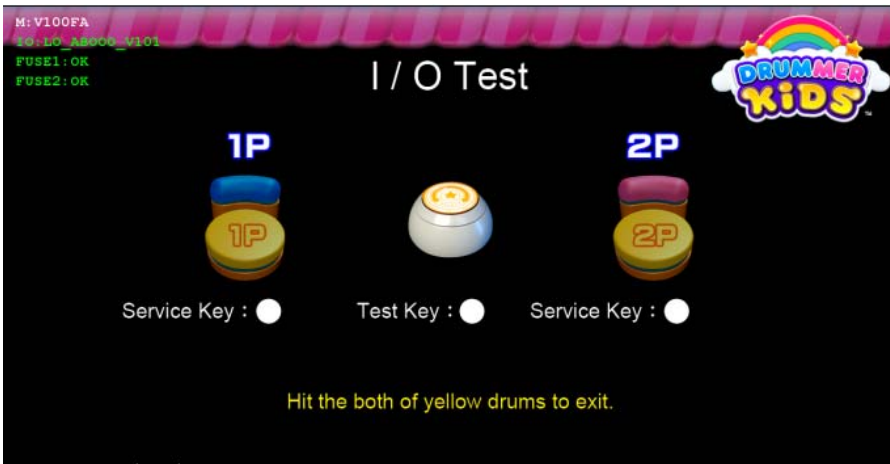 M:V100FA
IO:LO_AB000_V101
FUSE1:OK
FUSE2:OK
I / O Test
DRUMMER
KiDS
TM
1P
2P
1P
2P
Service Key :
Test Key :
Service Key :
Hit the both of yellow drums to exit.